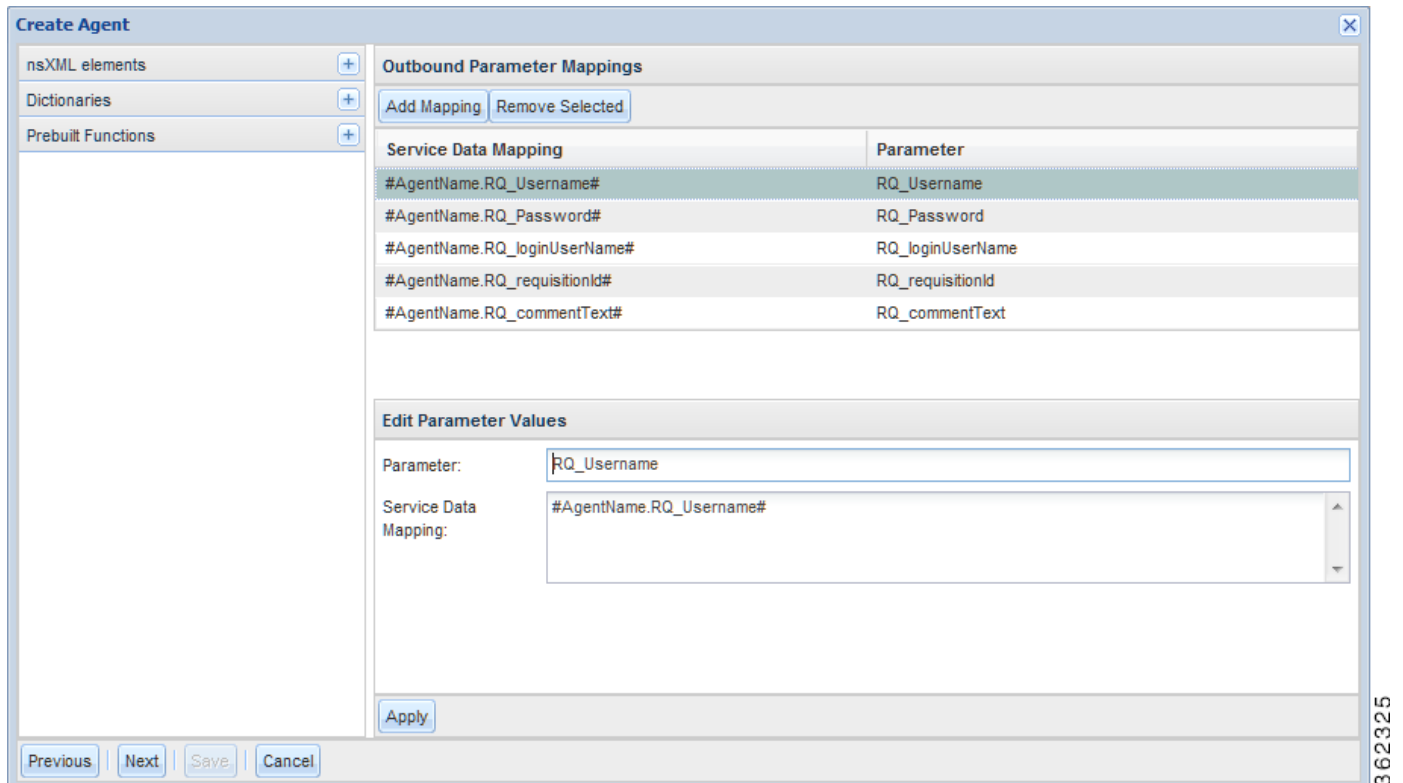 Create Agent
nsXML elements
Dictionaries
Prebuilt Functions
Outbound Parameter Mappings
Add Mapping Remove Selected
Service Data Mapping Parameter
#AgentName.RQ_Username# RQ_Username
#AgentName.RQ_Password# RQ_Password
#AgentName.RQ_loginUserName# RQ_loginUserName
#AgentName.RQ_requisitionId# RQ_requisitionId
#AgentName.RQ_commentText# RQ_commentText
Edit Parameter Values
Parameter: RQ_Username
Service Data Mapping: #AgentName.RQ_Username#
Apply
Previous Next Save Cancel
362325